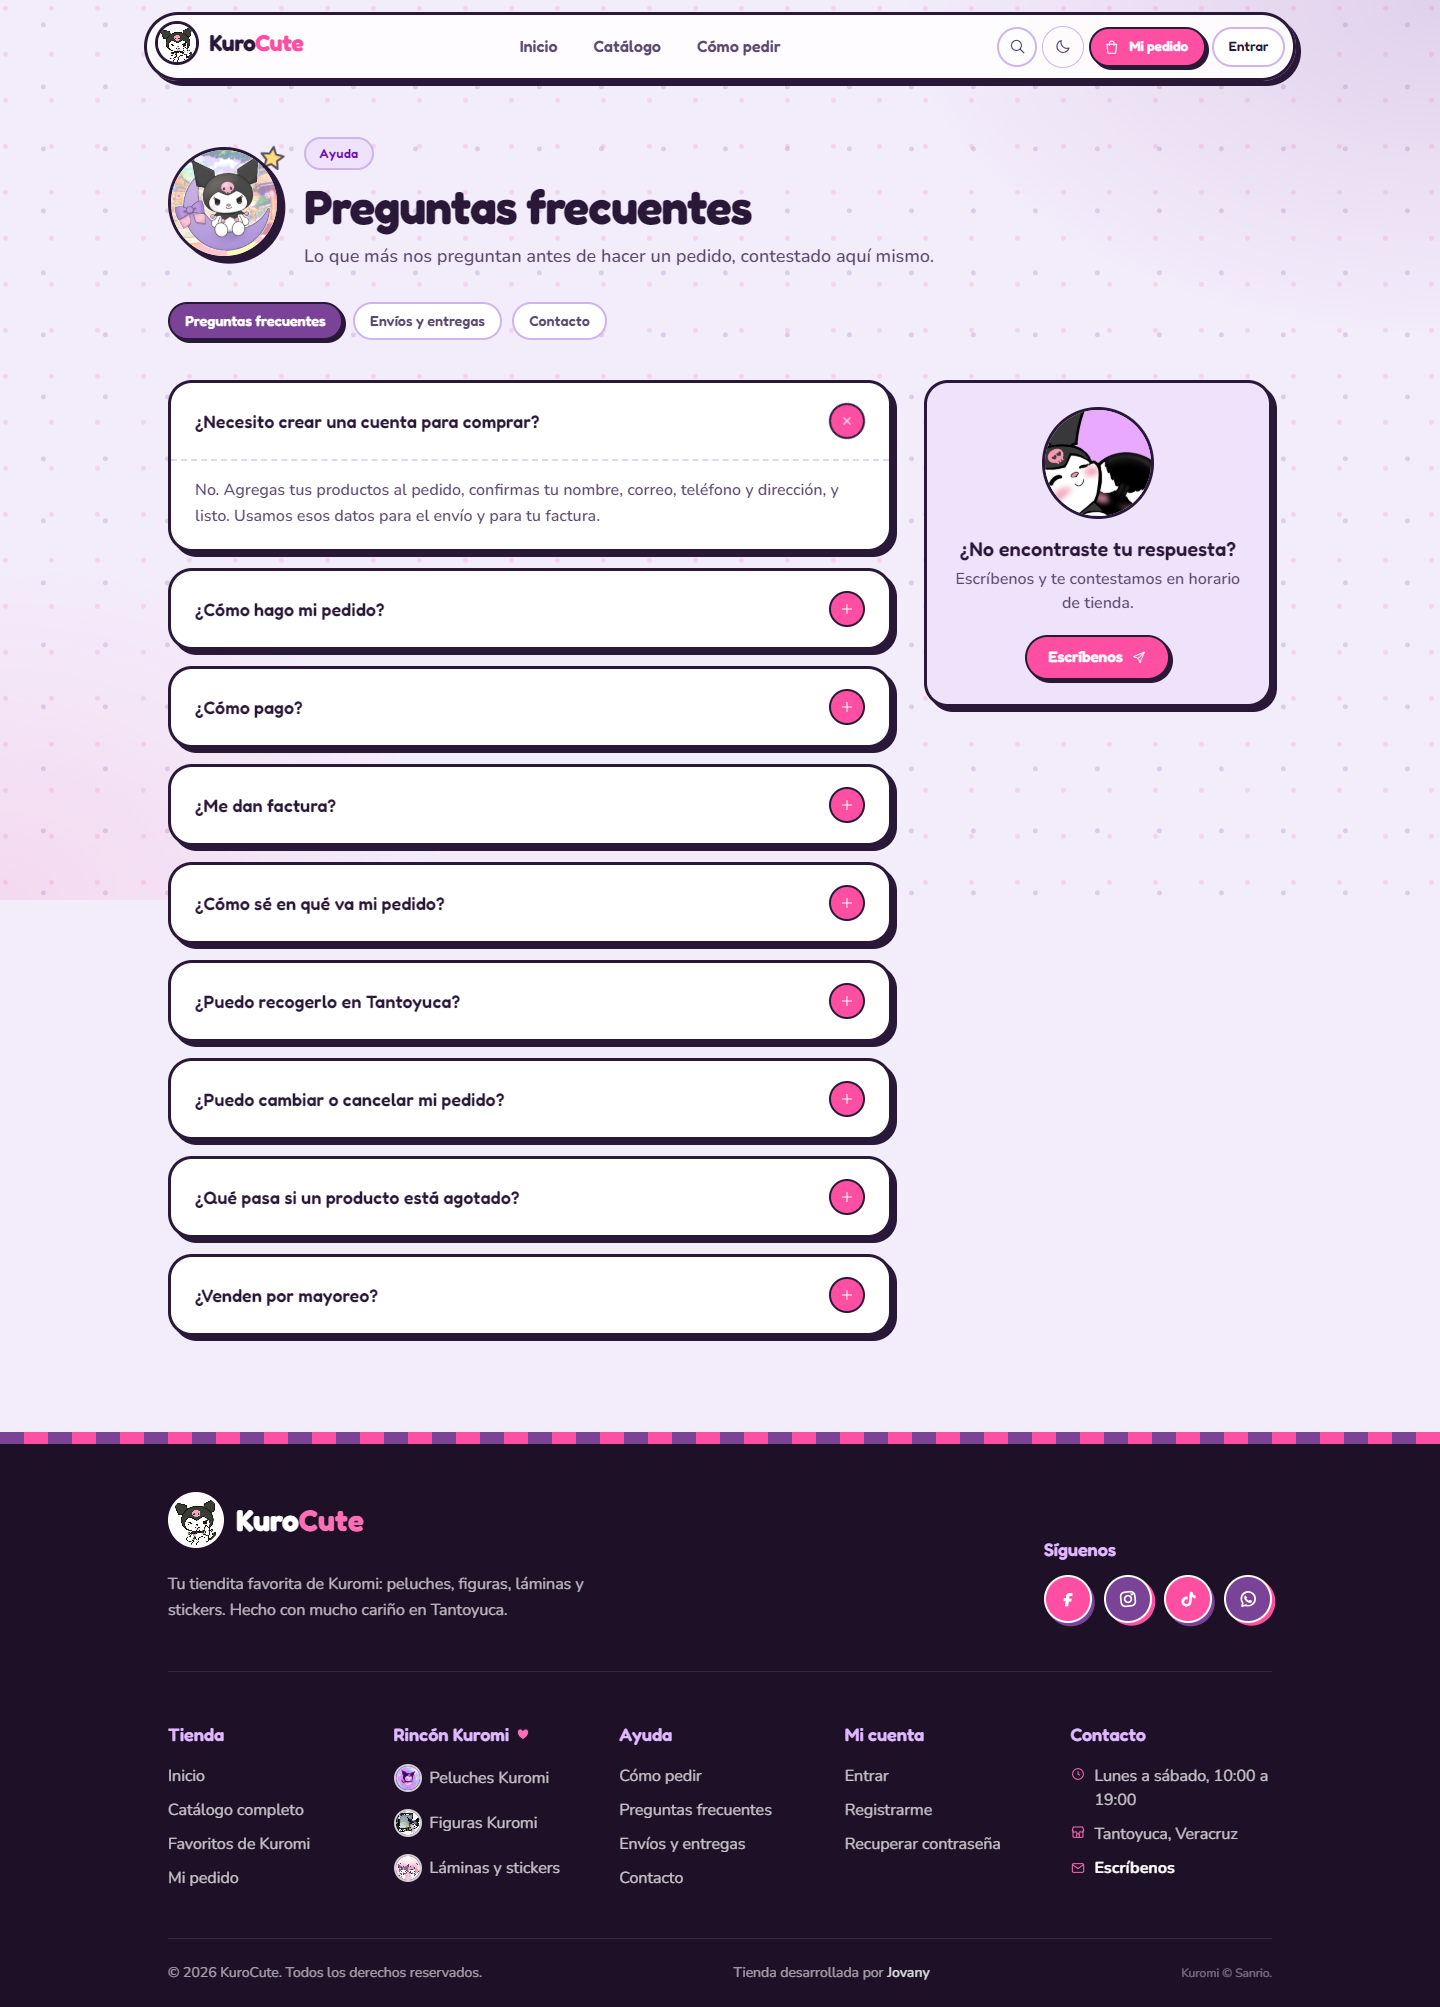 KuroCute
Inicio
Catálogo
Cómo pedir
Mi pedido
Entrar
Ayuda
Preguntas frecuentes
Lo que más nos preguntan antes de hacer un pedido, contestado aquí mismo.
Preguntas frecuentes
Envíos y entregas
Contacto
¿Necesito crear una cuenta para comprar?
No. Agregas tus productos al pedido, confirmas tu nombre, correo, teléfono y dirección, y
listo. Usamos esos datos para el envío y para tu factura.
¿Cómo hago mi pedido?
¿Cómo pago?
¿Me dan factura?
¿Cómo sé en qué va mi pedido?
¿Puedo recogerlo en Tantoyuca?
¿Puedo cambiar o cancelar mi pedido?
¿Qué pasa si un producto está agotado?
¿Venden por mayoreo?
¿No encontraste tu respuesta?
Escríbenos y te contestamos en horario
de tienda.
Escríbenos
KuroCute
Tu tiendita favorita de Kuromi: peluches, figuras, láminas y
stickers. Hecho con mucho cariño en Tantoyuca.
Síguenos
Tienda
Inicio
Catálogo completo
Favoritos de Kuromi
Mi pedido
Rincón Kuromi
Peluches Kuromi
Figuras Kuromi
Láminas y stickers
Ayuda
Cómo pedir
Preguntas frecuentes
Envíos y entregas
Contacto
Mi cuenta
Entrar
Registrarme
Recuperar contraseña
Contacto
Lunes a sábado, 10:00 a
19:00
Tantoyuca, Veracruz
Escríbenos
© 2026 KuroCute. Todos los derechos reservados.
Tienda desarrollada por Jovany
Kuromi © Sanrio.